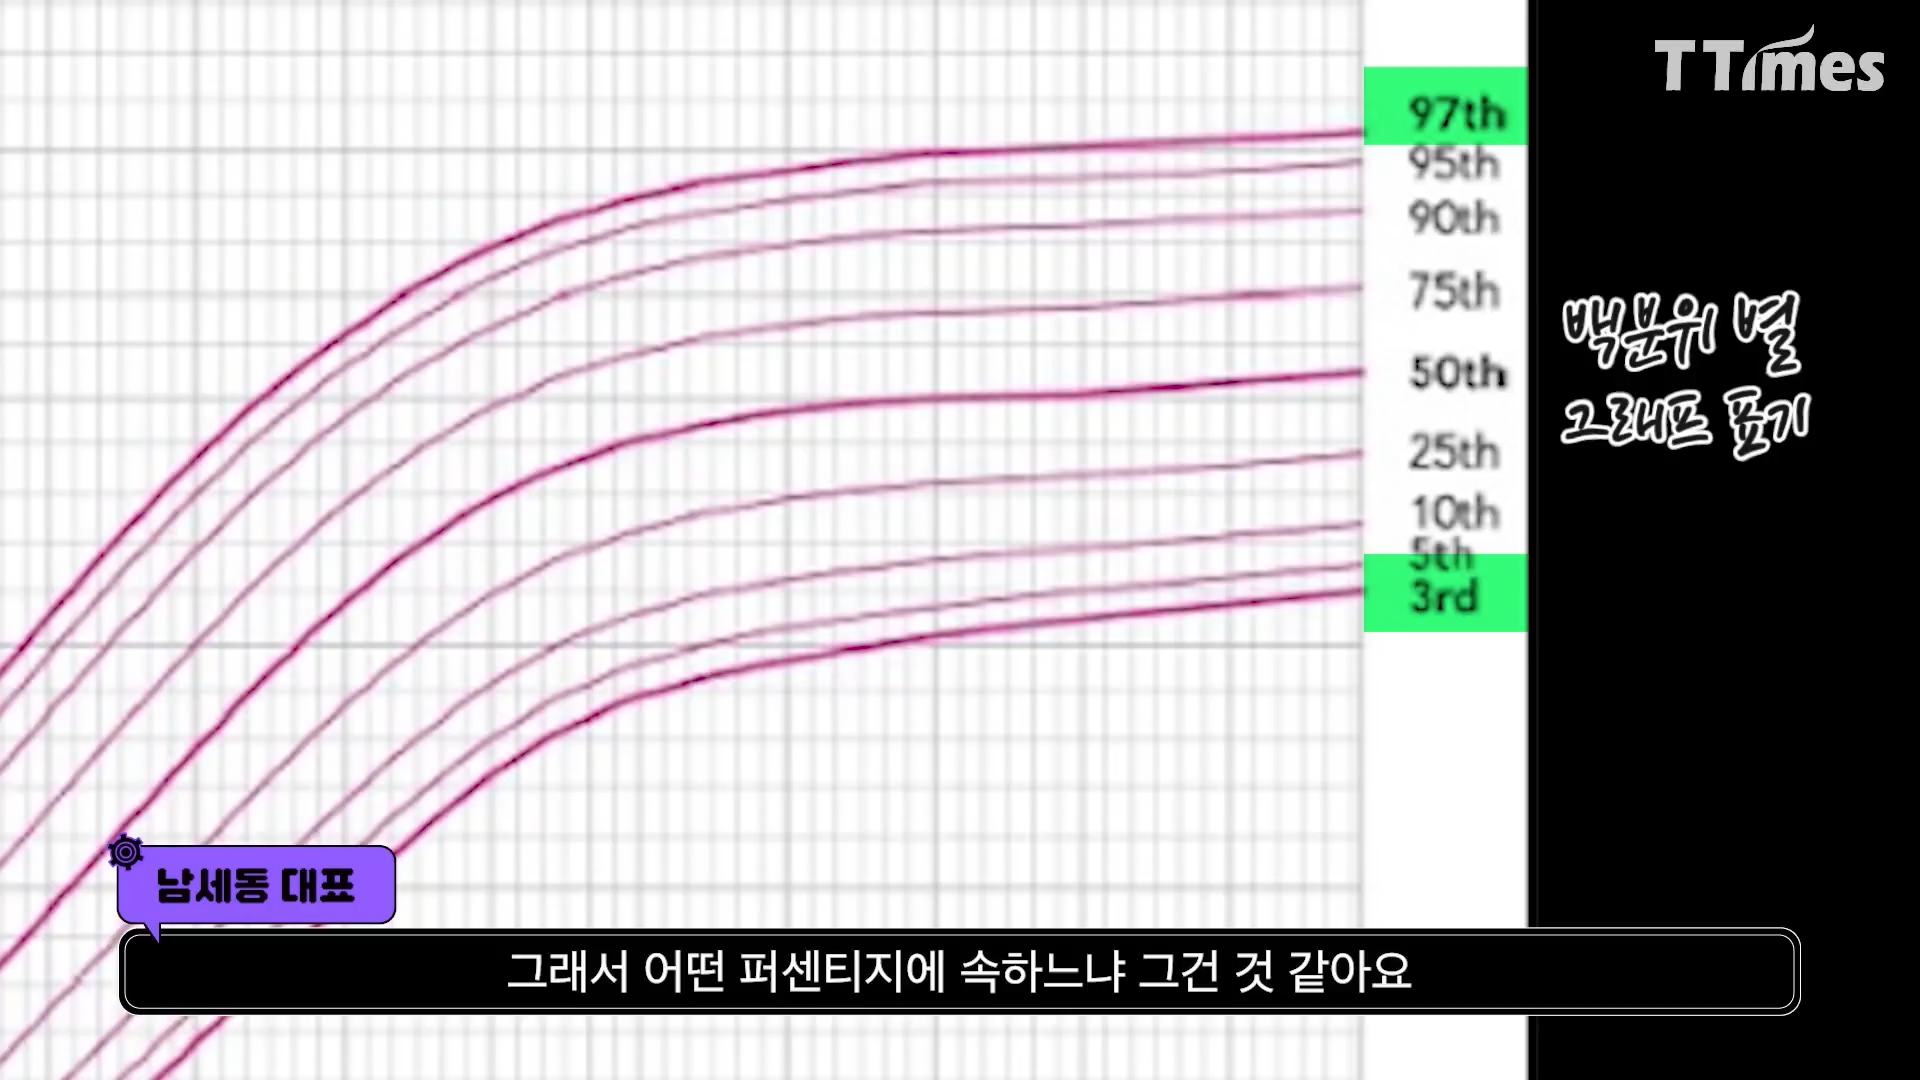 TTimes
97th
95th
90th
75th
50th
25th
10th
5th
3rd
백분위 별
그래프 표기
남세동 대표
그래서 어떤 퍼센티지에 속하느냐 그건 것 같아요